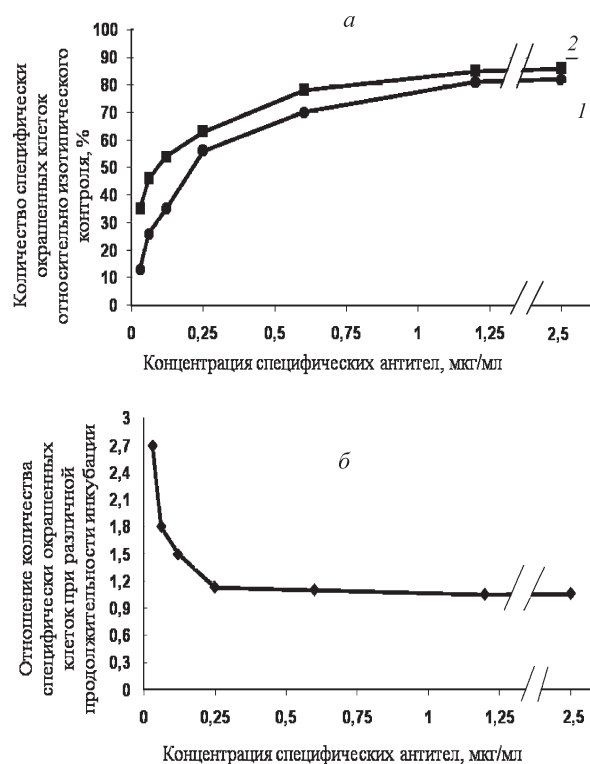 а
Количество специфически
окрашенных клеток
относительно изотипического
контроля, %
100
90
80
70
60
50
40
30
20
10
0
2
1
0 0,25 0,5 0,75 1 1,25 2,5
Концентрация специфических антител, мкг/мл
б
Отношение количества
специфически окрашенных
клеток при различной
продолжительности инкубации
3
2,7
2,4
2,1
1,8
1,5
1,2
0,9
0,6
0,3
0
0 0,25 0,5 0,75 1 1,25 2,5
Концентрация специфических антител, мкг/мл